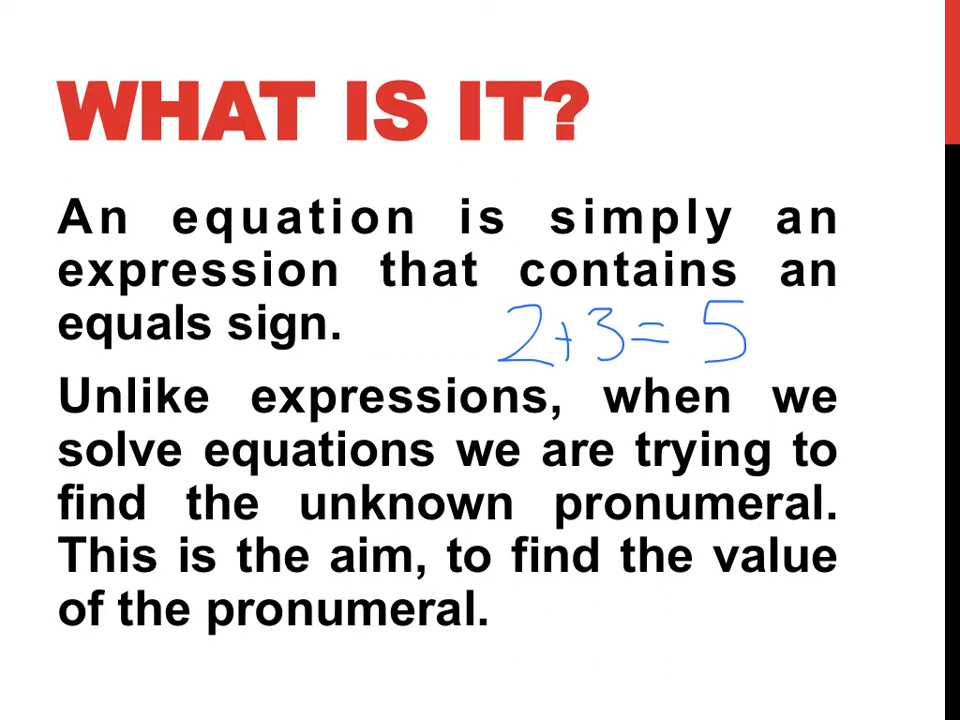 WHAT IS IT?
An equation is simply an
expression that contains an
equals sign.
2+3= 5
Unlike expressions, when we
solve equations we are trying to
find the unknown pronumeral.
This is the aim, to find the value
of the pronumeral.